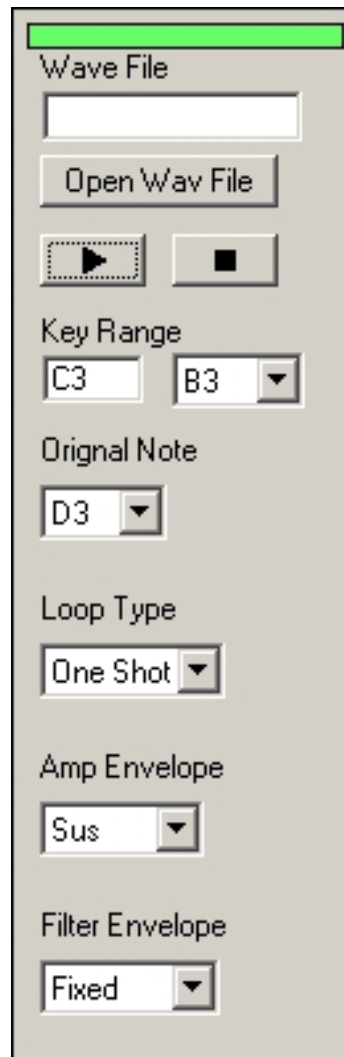 Wave File
Open Wav File
Key Range
C3 B3
Orignal Note
D3
Loop Type
One Shot
Amp Envelope
Sus
Filter Envelope
Fixed